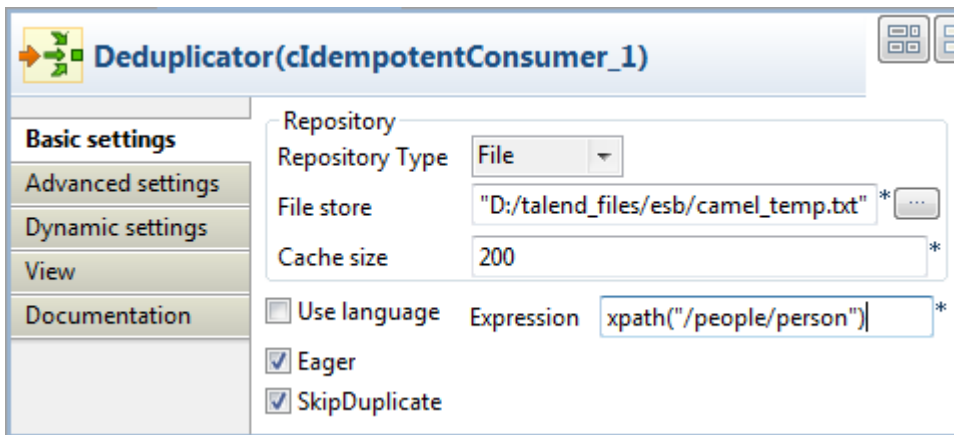 Deduplicator(cIdempotentConsumer_1)
Basic settings
Advanced settings
Dynamic settings
View
Documentation
Repository
Repository Type File
File store "D:/talend_files/esb/camel_temp.txt" * ...
Cache size 200 *
Use language Expression xpath("/people/person") *
Eager
SkipDuplicate